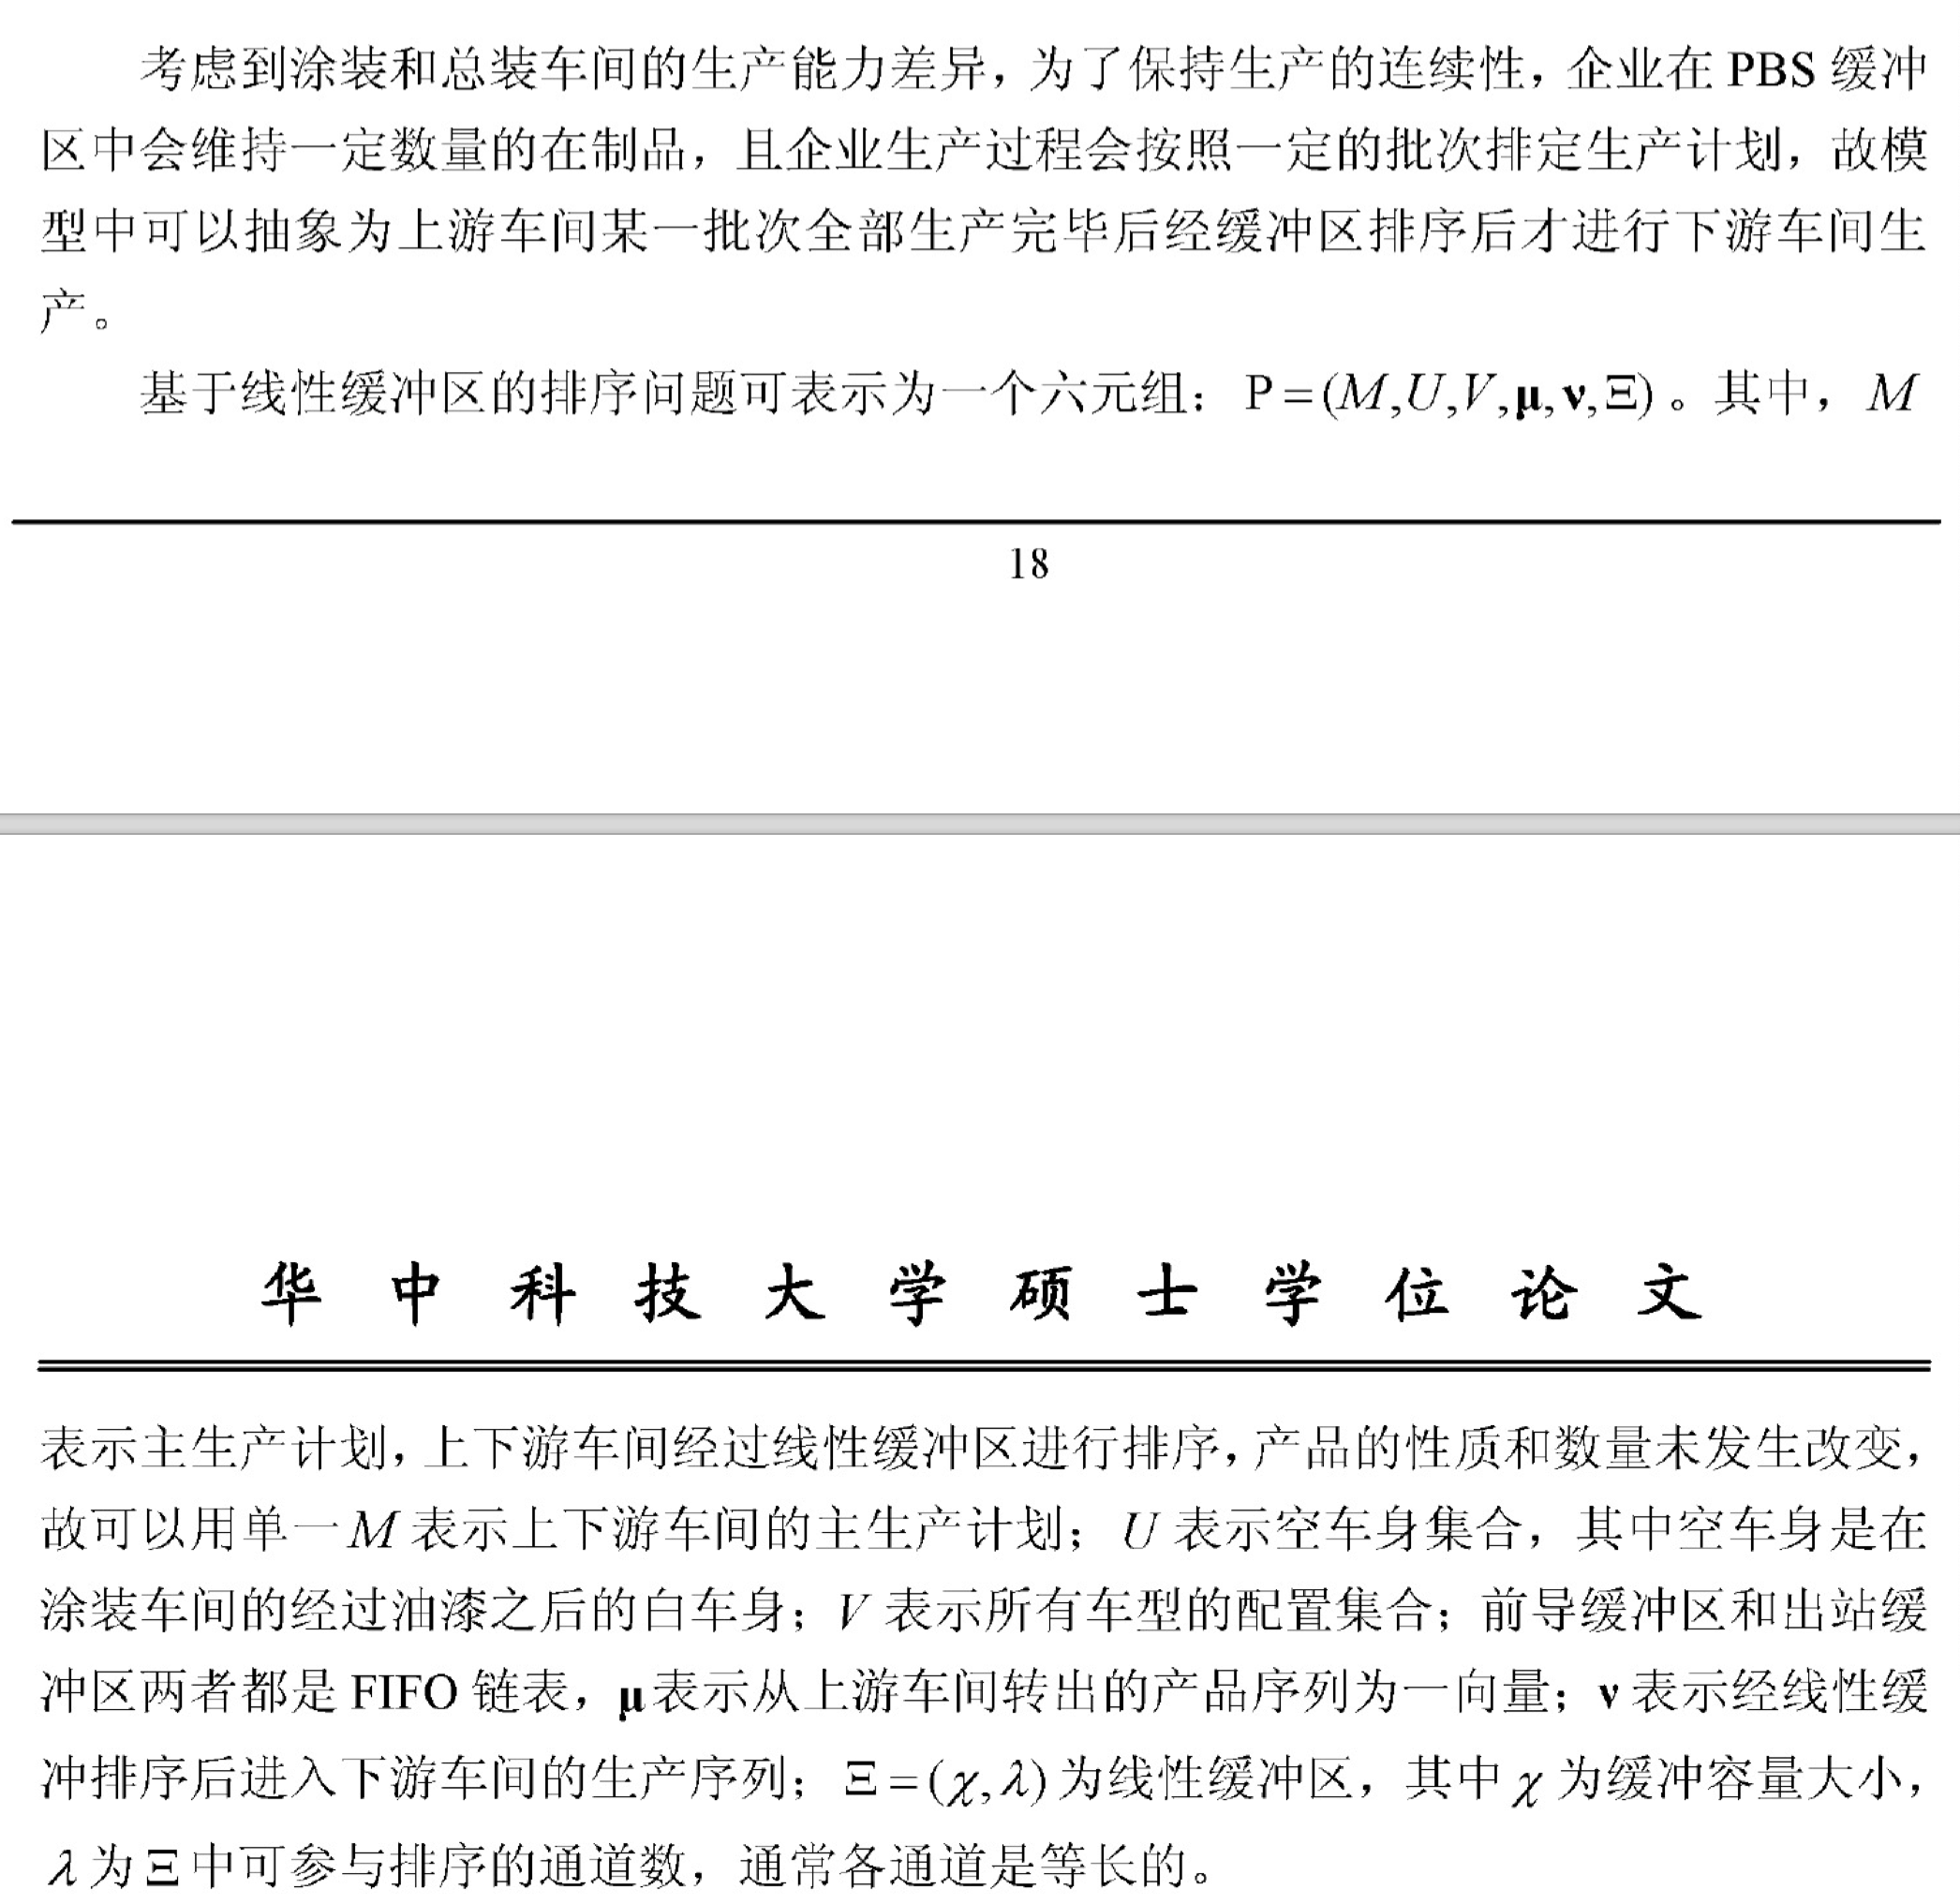 考虑到涂装和总装车间的生产能力差异，为了保持生产的连续性，企业在 PBS 缓冲
区中会维持一定数量的在制品，且企业生产过程会按照一定的批次排定生产计划，故模
型中可以抽象为上游车间某一批次全部生产完毕后经缓冲区排序后才进行下游车间生
产。
基于线性缓冲区的排序问题可表示为一个六元组：P=(M,U,V,μ,ν,Ξ)。其中，M
18
华中科技大学硕士学位论文
表示主生产计划，上下游车间经过线性缓冲区进行排序，产品的性质和数量未发生改变，
故可以用单一 M 表示上下游车间的主生产计划；U 表示空车身集合，其中空车身是在
涂装车间的经过油漆之后的白车身；V 表示所有车型的配置集合；前导缓冲区和出站缓
冲区两者都是 FIFO 链表，μ表示从上游车间转出的产品序列为一向量；ν 表示经线性缓
冲排序后进入下游车间的生产序列；Ξ=(χ,λ)为线性缓冲区，其中 χ 为缓冲容量大小，
λ为Ξ中可参与排序的通道数，通常各通道是等长的。